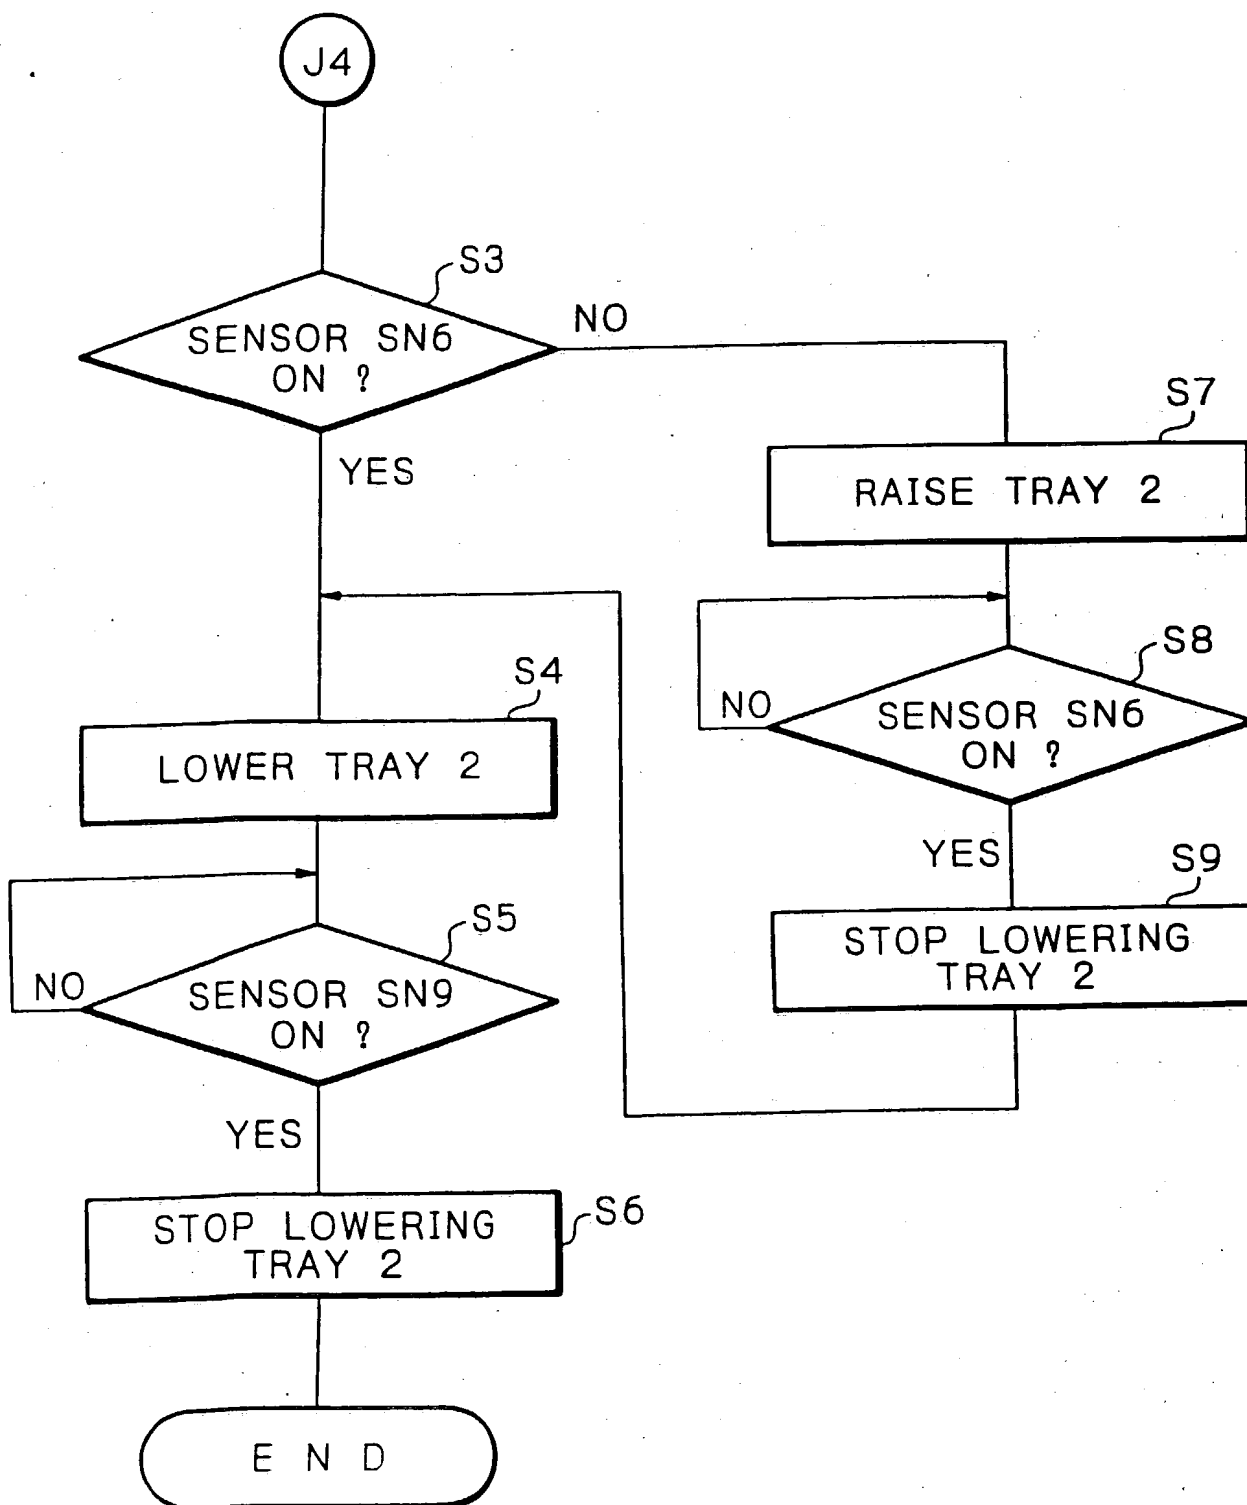 J4
S3
SENSOR SN6
ON ?
NO
YES
S7
RAISE TRAY 2
S8
SENSOR SN6
ON ?
NO
YES
S9
STOP LOWERING
TRAY 2
S4
LOWER TRAY 2
S5
SENSOR SN9
ON ?
NO
YES
S6
STOP LOWERING
TRAY 2
END